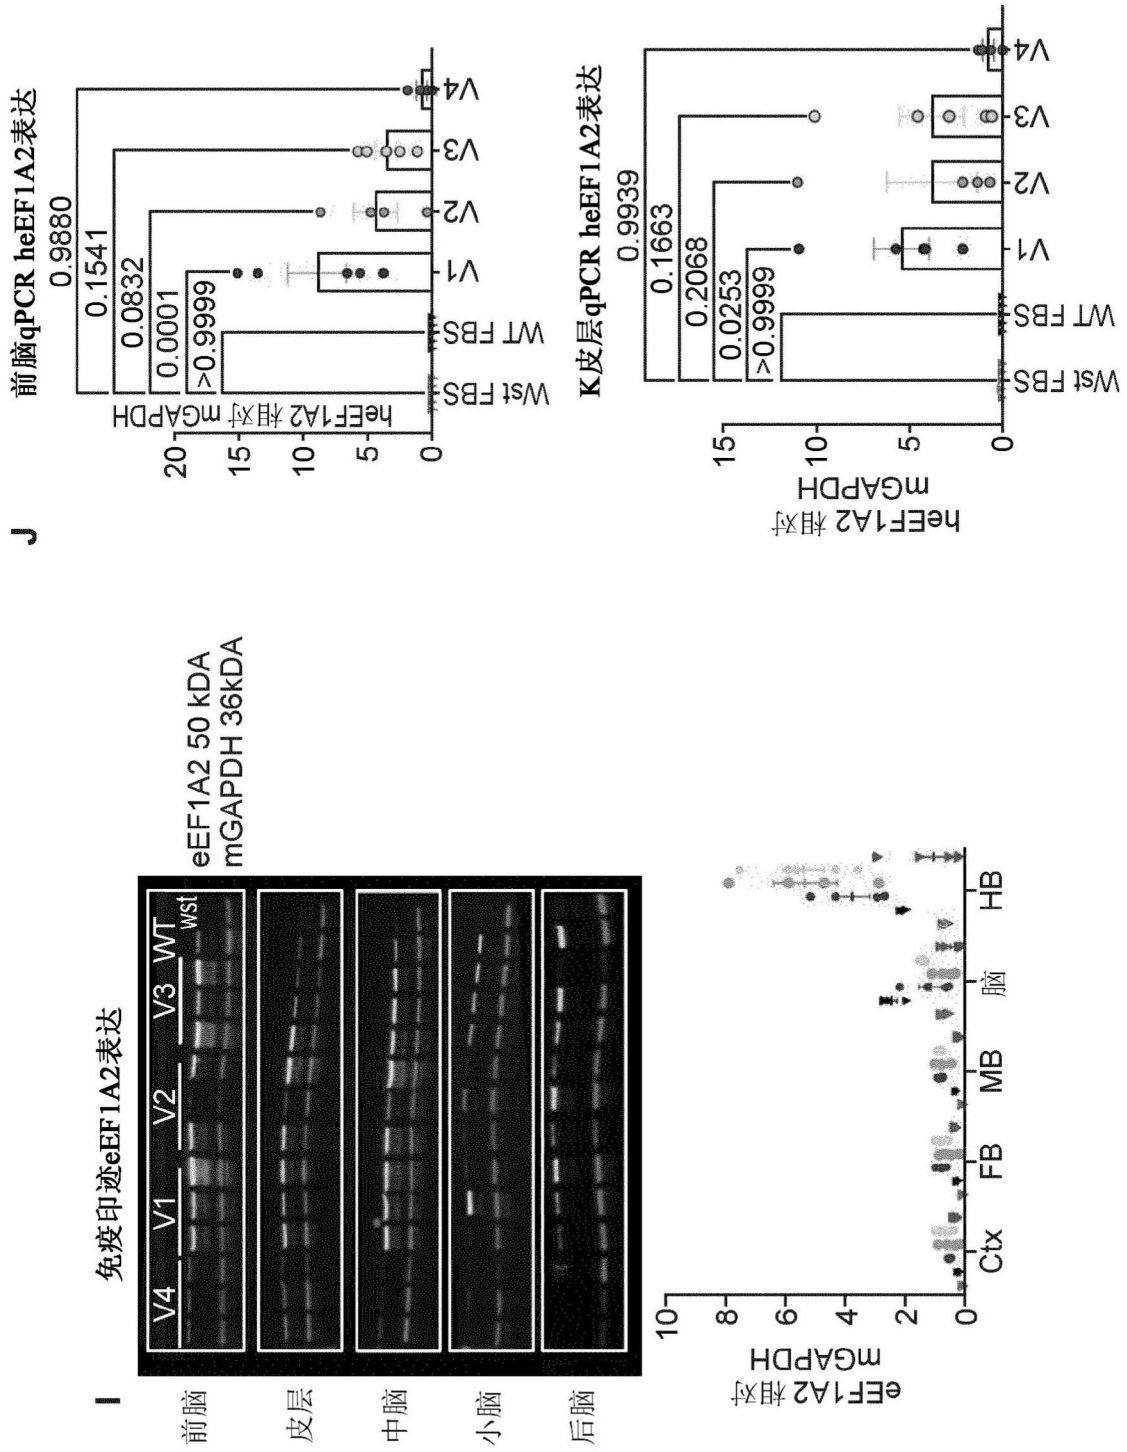 I
免疫印迹eEF1A2表达
V4 V1 V2 V3 WT wst
前脑
皮层
中脑
小脑
后脑
eEF1A2 50 kDA
mGAPDH 36kDA
eEF1A2 相对
mGAPDH
10
8
6
4
2
0
Ctx FB MB 脑 HB
J
前脑qPCR heEF1A2表达
heEF1A2 相对 mGAPDH
20
15
10
5
0
0.9880
0.1541
0.0832
0.0001
>0.9999
Wst FBS
WT FBS
V1
V2
V3
V4
K皮层qPCR heEF1A2表达
heEF1A2 相对
mGAPDH
15
10
5
0
0.9939
0.1663
0.2068
0.0253
>0.9999
Wst FBS
WT FBS
V1
V2
V3
V4